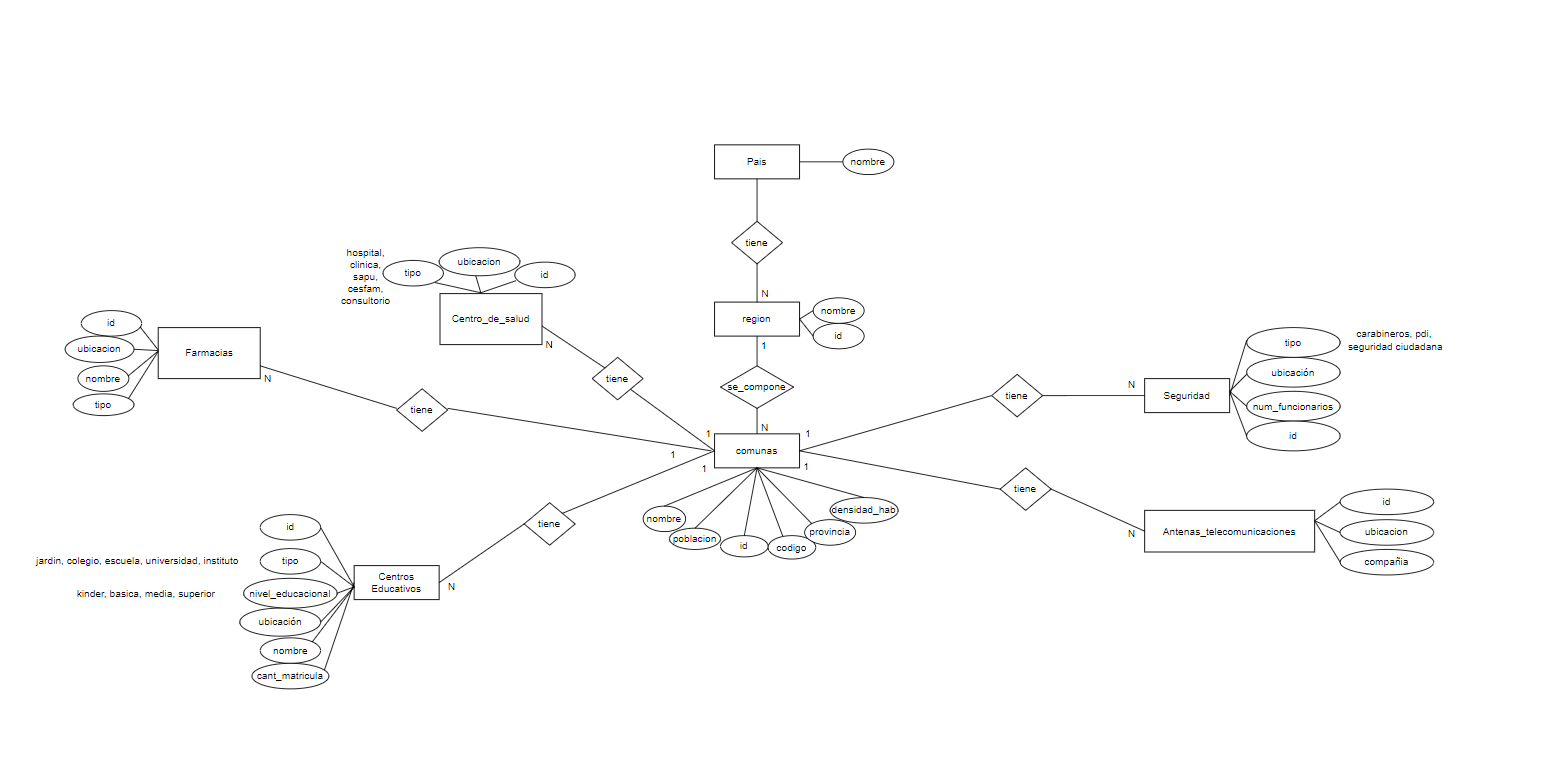 Pais
nombre
tiene
N
region
nombre
id
1
se_compone
N
comunas
1
1
1
1
1
nombre
poblacion
id
codigo
provincia
densidad_hab
hospital,
clinica,
sapu,
cesfam,
consultorio
tipo
ubicacion
id
Centro_de_salud
N
tiene
id
ubicacion
nombre
tipo
Farmacias
N
tiene
id
tipo
nivel_educacional
ubicación
nombre
cant_matricula
jardin, colegio, escuela, universidad, instituto
kinder, basica, media, superior
Centros
Educativos
N
tiene
tiene
N
Seguridad
tipo
ubicación
num_funcionarios
id
carabineros, pdi,
seguridad ciudadana
tiene
N
Antenas_telecomunicaciones
id
ubicacion
compañia